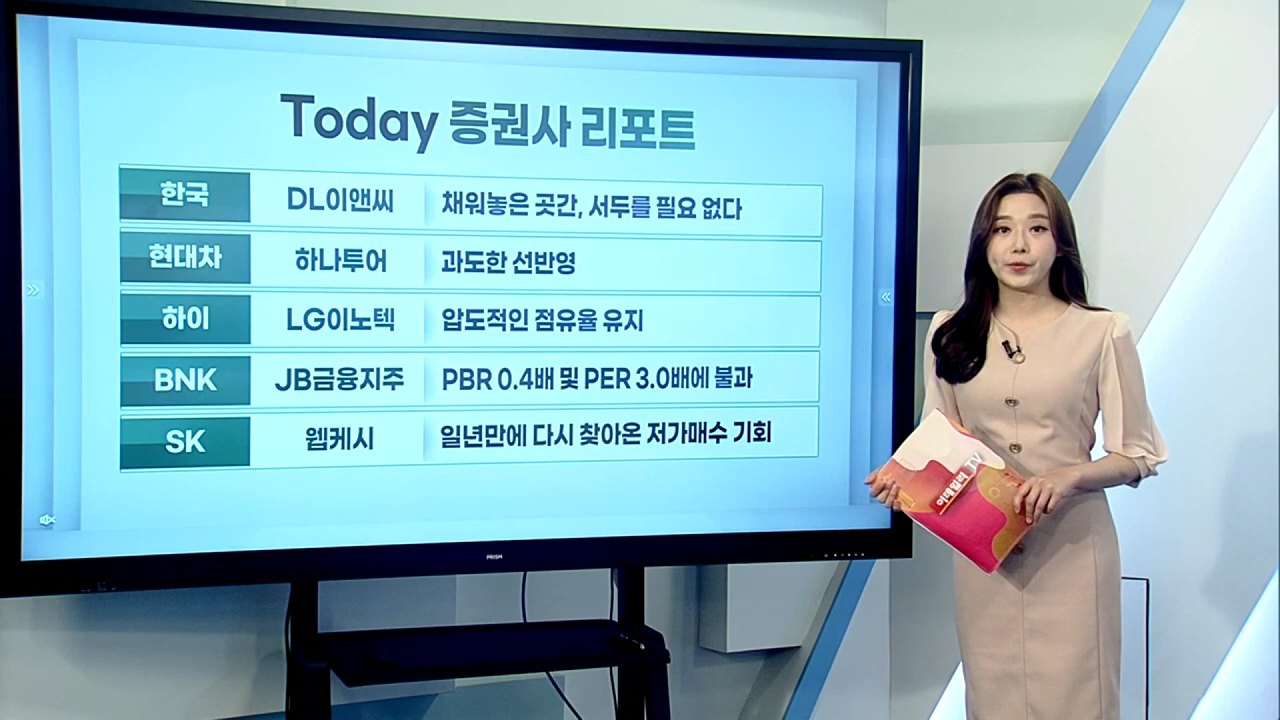 Today 증권사 리포트
한국 DL이앤씨 채워놓은 곳간, 서두를 필요 없다
현대차 하나투어 과도한 선반영
하이 LG이노텍 압도적인 점유율 유지
BNK JB금융지주 PBR 0.4배 및 PER 3.0배에 불과
SK 웹케시 일년만에 다시 찾아온 저가매수 기회
PRISM
이데일리 TV